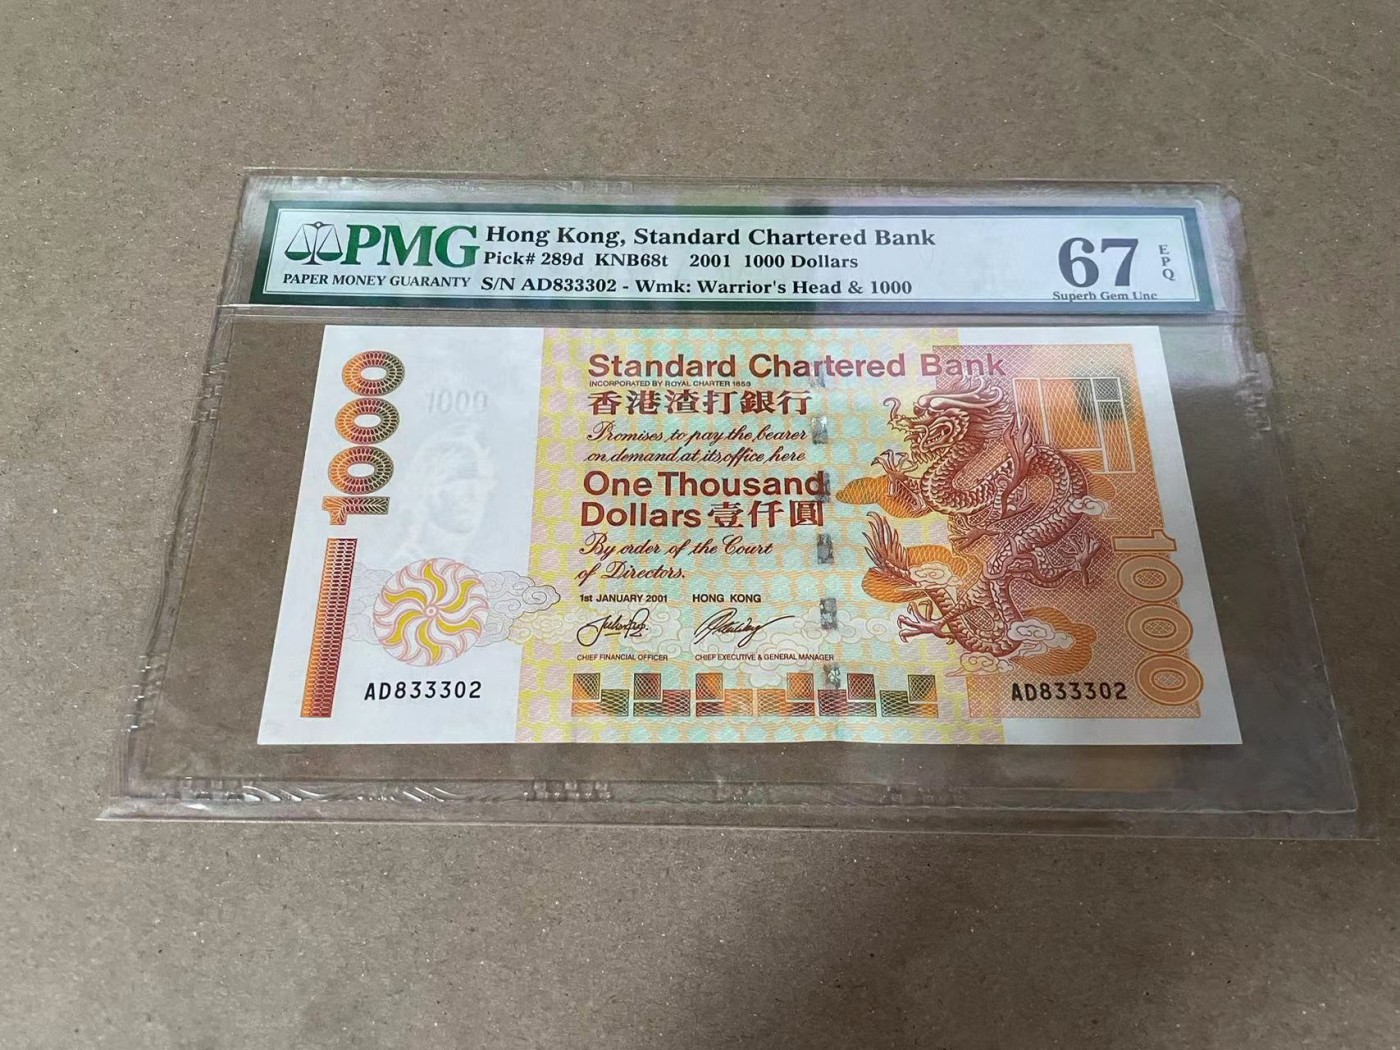 PMG
PAPER MONEY GUARANTY
Hong Kong, Standard Chartered Bank
Pick# 289d KNB68t 2001 1000 Dollars
S/N AD833302 - Wmk: Warrior's Head & 1000
67
EPQ
Superb Gem Unc
1000
1000
Standard Chartered Bank
INCORPORATED BY ROYAL CHARTER 1853
香港渣打銀行
Promises to pay the bearer
on demand at its office here
One Thousand
Dollars 壹仟圓
By order of the Court
of Directors.
1st JANUARY 2001 HONG KONG
CHIEF FINANCIAL OFFICER CHIEF EXECUTIVE & GENERAL MANAGER
AD833302
AD833302
1000